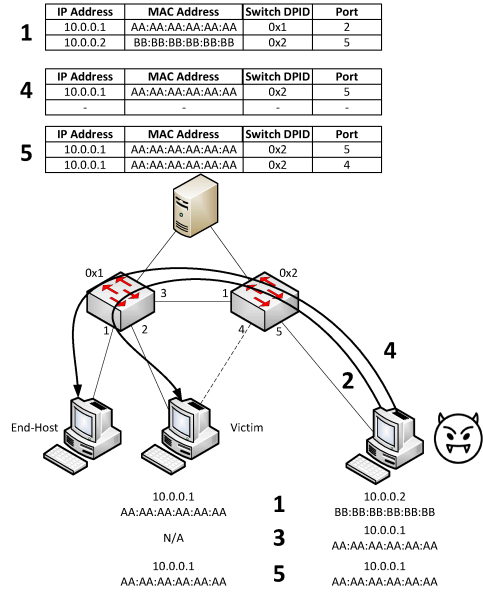 IP Address MAC Address Switch DPID Port
1 10.0.0.1 AA:AA:AA:AA:AA:AA 0x1 2
10.0.0.2 BB:BB:BB:BB:BB:BB 0x2 5
IP Address MAC Address Switch DPID Port
4 10.0.0.1 AA:AA:AA:AA:AA:AA 0x2 5
- - - -
IP Address MAC Address Switch DPID Port
5 10.0.0.1 AA:AA:AA:AA:AA:AA 0x2 5
10.0.0.1 AA:AA:AA:AA:AA:AA 0x2 4
0x1 0x2
3 1
1 2 4 5
4
2
End-Host Victim
10.0.0.1 1 10.0.0.2
AA:AA:AA:AA:AA:AA BB:BB:BB:BB:BB:BB
N/A 3 10.0.0.1
AA:AA:AA:AA:AA:AA
10.0.0.1 5 10.0.0.1
AA:AA:AA:AA:AA:AA AA:AA:AA:AA:AA:AA